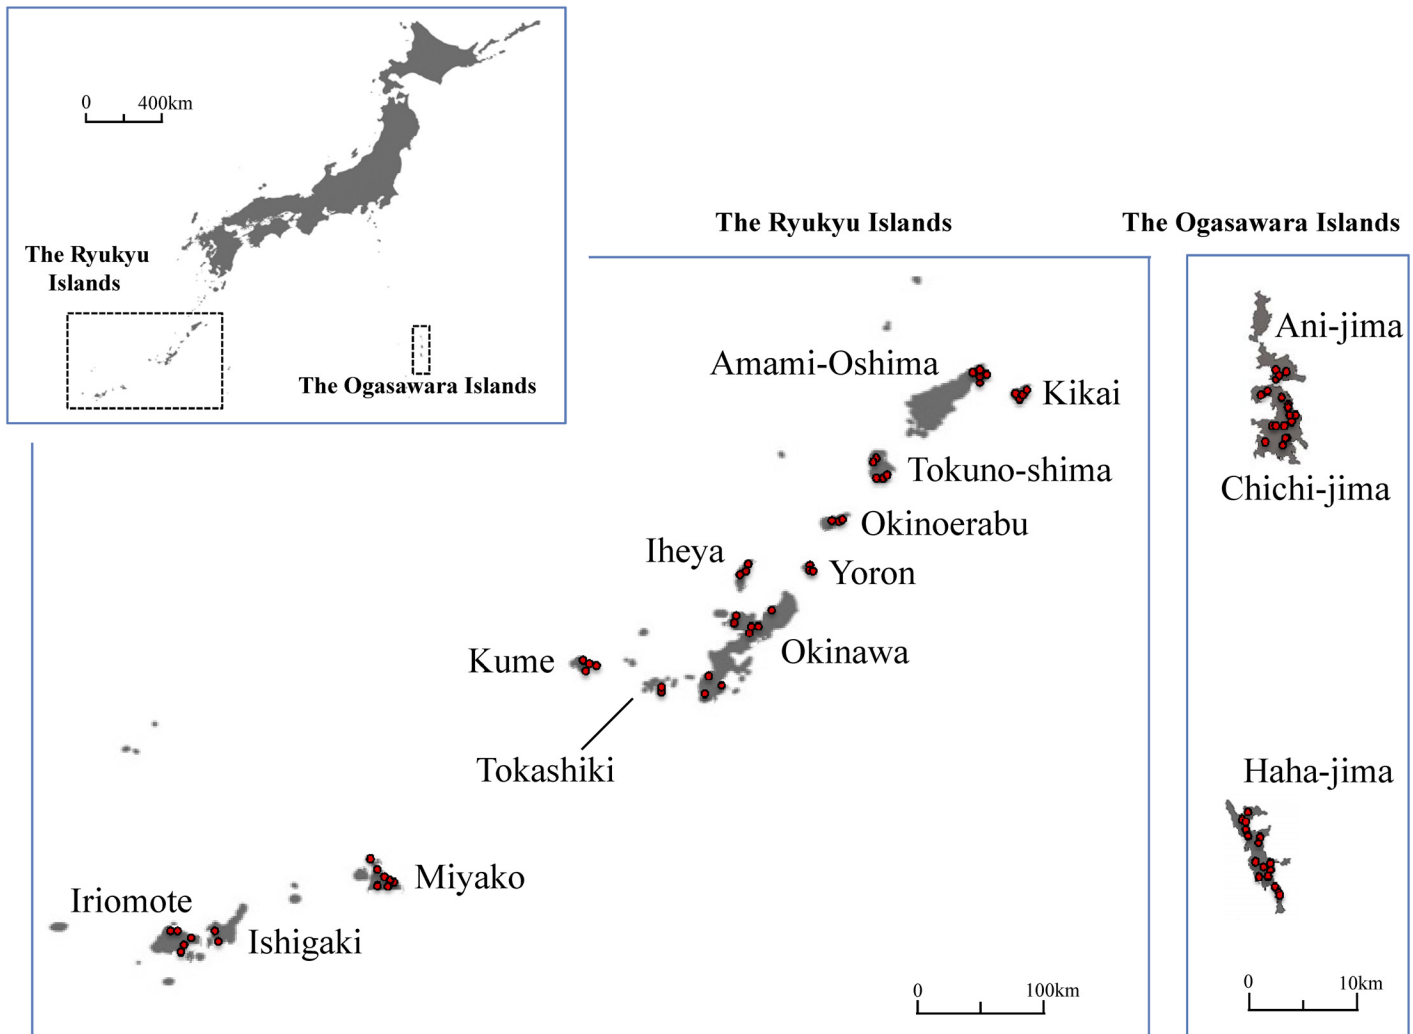 0 400km
The Ryukyu
Islands
The Ogasawara Islands
The Ryukyu Islands
Amami-Oshima
Kikai
Tokuno-shima
Okinoerabu
Iheya
Yoron
Okinawa
Kume
Tokashiki
Miyako
Iriomote
Ishigaki
0 100km
The Ogasawara Islands
Ani-jima
Chichi-jima
Haha-jima
0 10km